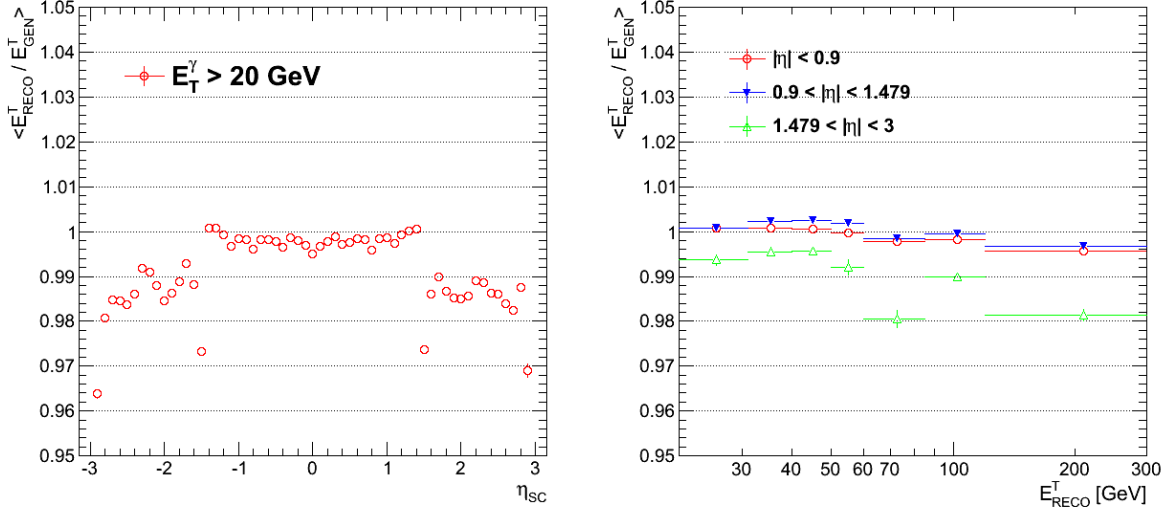 <E^T_RECO / E^T_GEN>
1.05
1.04
1.03
1.02
1.01
1
0.99
0.98
0.97
0.96
0.95
E^γ_T > 20 GeV
-3 -2 -1 0 1 2 3
η_SC
<E^T_RECO / E^T_GEN>
1.05
1.04
1.03
1.02
1.01
1
0.99
0.98
0.97
0.96
0.95
|η| < 0.9
0.9 < |η| < 1.479
1.479 < |η| < 3
30 40 50 60 70 100 200 300
E^T_RECO [GeV]